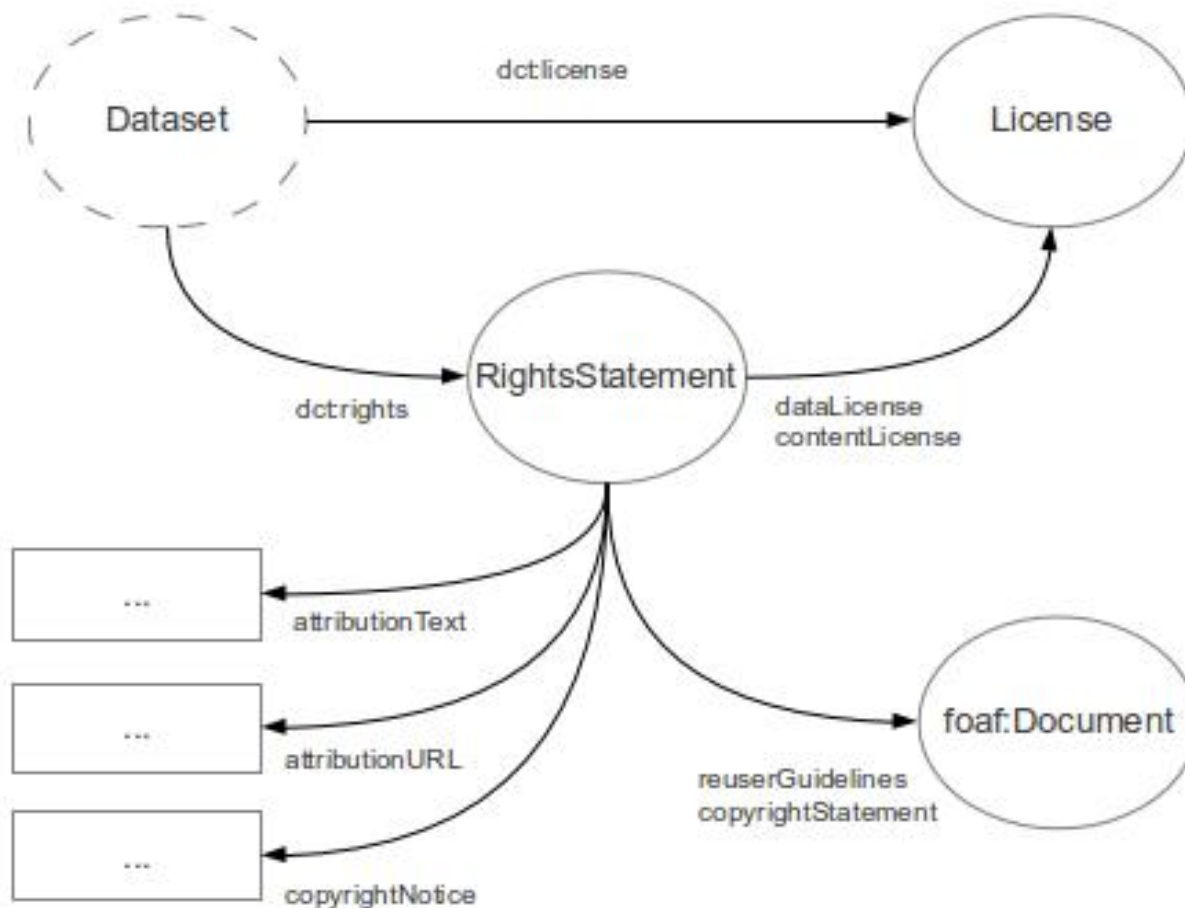 dct:license
Dataset
License
RightsStatement
dct:rights
dataLicense
contentLicense
...
attributionText
...
attributionURL
foaf:Document
reuserGuidelines
copyrightStatement
...
copyrightNotice